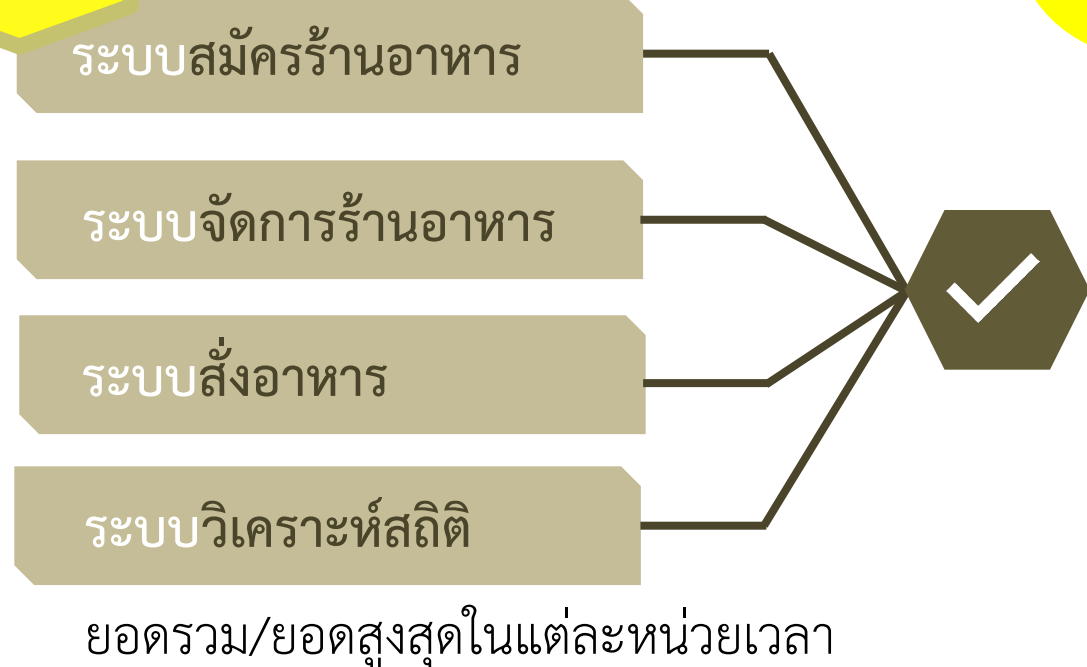 ระบบสมัครร้านอาหาร
ระบบจัดการร้านอาหาร
ระบบสั่งอาหาร
ระบบวิเคราะห์สถิติ
ยอดรวม/ยอดสูงสุดในแต่ละหน่วยเวลา